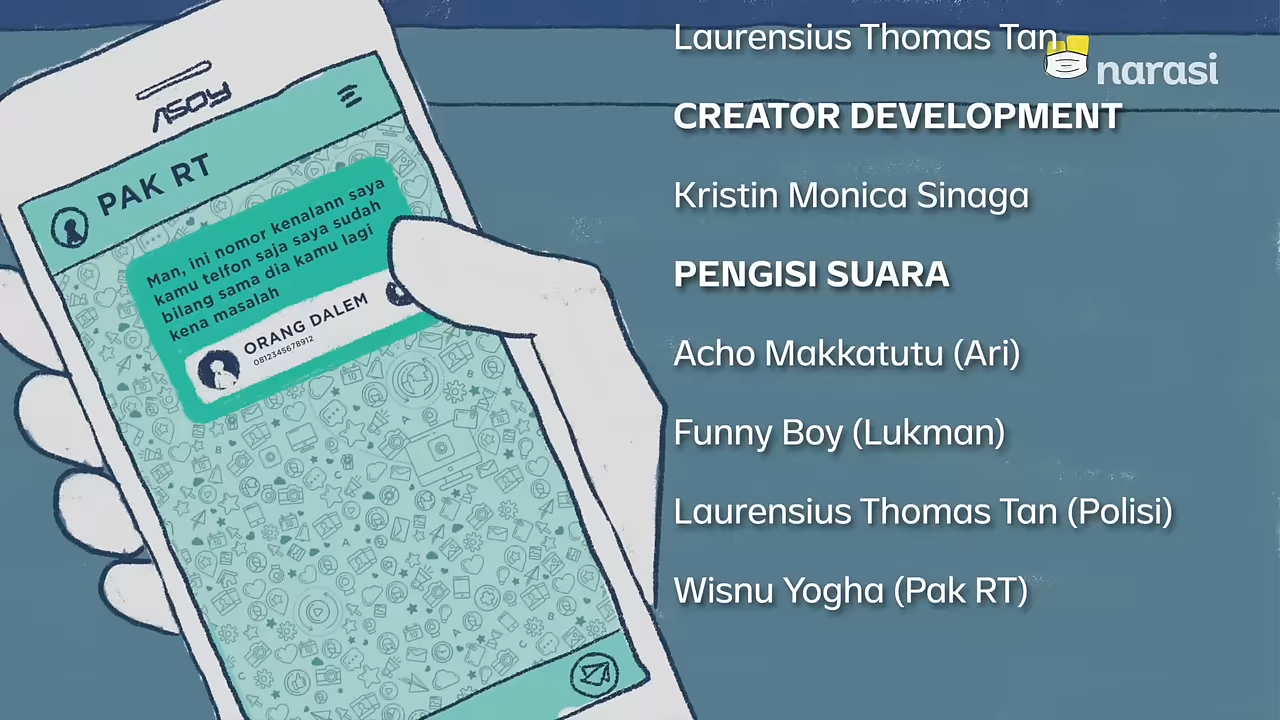 ROSV
PAK RT
Man, ini nomor kenalann saya
kamu telfon saja saya sudah
bilang sama dia kamu lagi
kena masalah
ORANG DALEM
0812345678912
Laurensius Thomas Tan
narasi
CREATOR DEVELOPMENT
Kristin Monica Sinaga
PENGISI SUARA
Acho Makkatutu (Ari)
Funny Boy (Lukman)
Laurensius Thomas Tan (Polisi)
Wisnu Yogha (Pak RT)